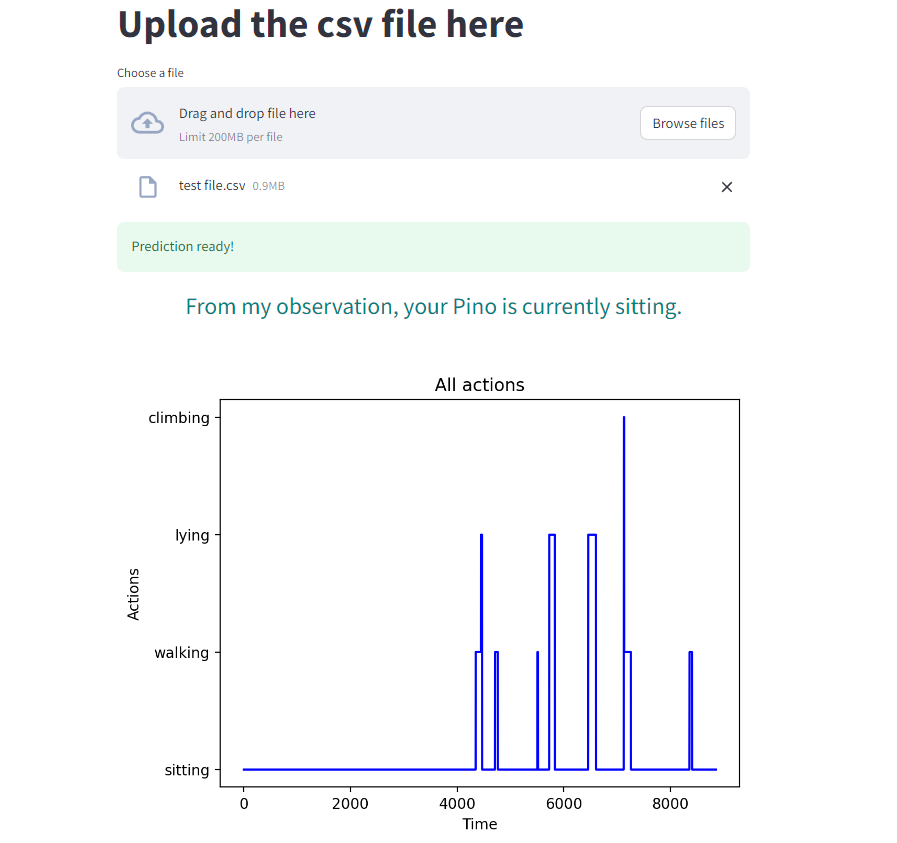 Upload the csv file here
Choose a file
Drag and drop file here
Limit 200MB per file
Browse files
test file.csv 0.9MB
Prediction ready!
From my observation, your Pino is currently sitting.
All actions
climbing
lying
walking
sitting
Actions
0 2000 4000 6000 8000
Time